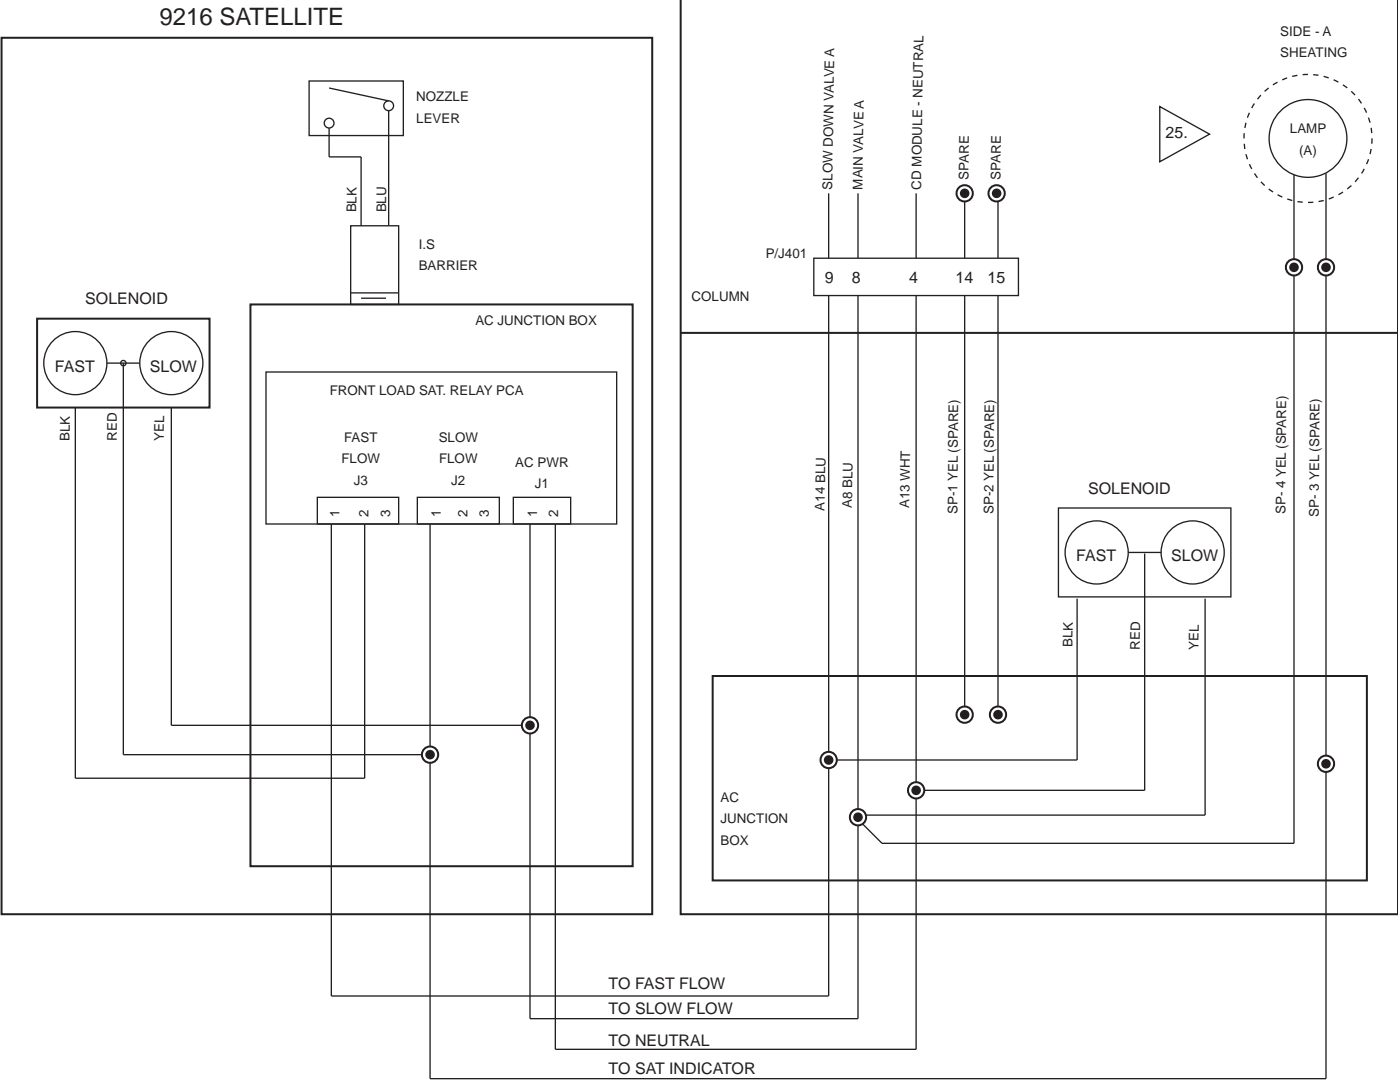 9216 SATELLITE
NOZZLE
LEVER
BLK
BLU
I.S
BARRIER
SOLENOID
FAST
SLOW
BLK
RED
YEL
AC JUNCTION BOX
FRONT LOAD SAT. RELAY PCA
FAST
FLOW
J3
SLOW
FLOW
J2
AC PWR
J1
1
2
3
1
2
3
1
2
SLOW DOWN VALVE A
MAIN VALVE A
CD MODULE - NEUTRAL
SPARE
SPARE
25.
SIDE - A
SHEATING
LAMP
(A)
P/J401
9
8
4
14
15
COLUMN
A14 BLU
A8 BLU
A13 WHT
SP-1 YEL (SPARE)
SP-2 YEL (SPARE)
SP- 4 YEL (SPARE)
SP- 3 YEL (SPARE)
SOLENOID
FAST
SLOW
BLK
RED
YEL
AC
JUNCTION
BOX
TO FAST FLOW
TO SLOW FLOW
TO NEUTRAL
TO SAT INDICATOR